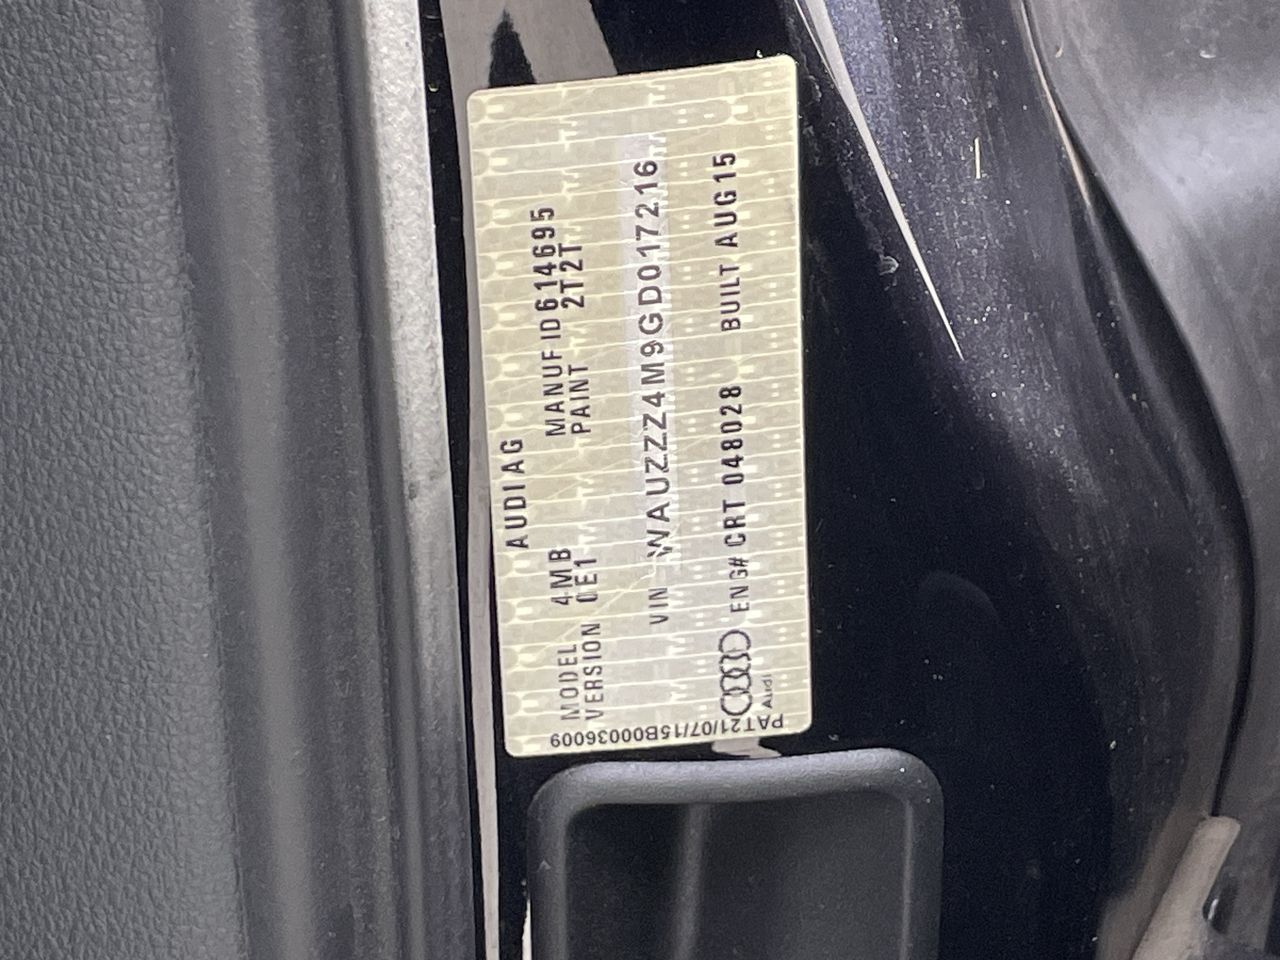 AUDI AG
MODEL 4MB MANUF ID 614695
VERSION 0E1 PAINT 2T2T
VIN WAUZZZ4M9GD017216
Audi ENG# CRT 048028 BUILT AUG15
PAT21/07/15B00036009